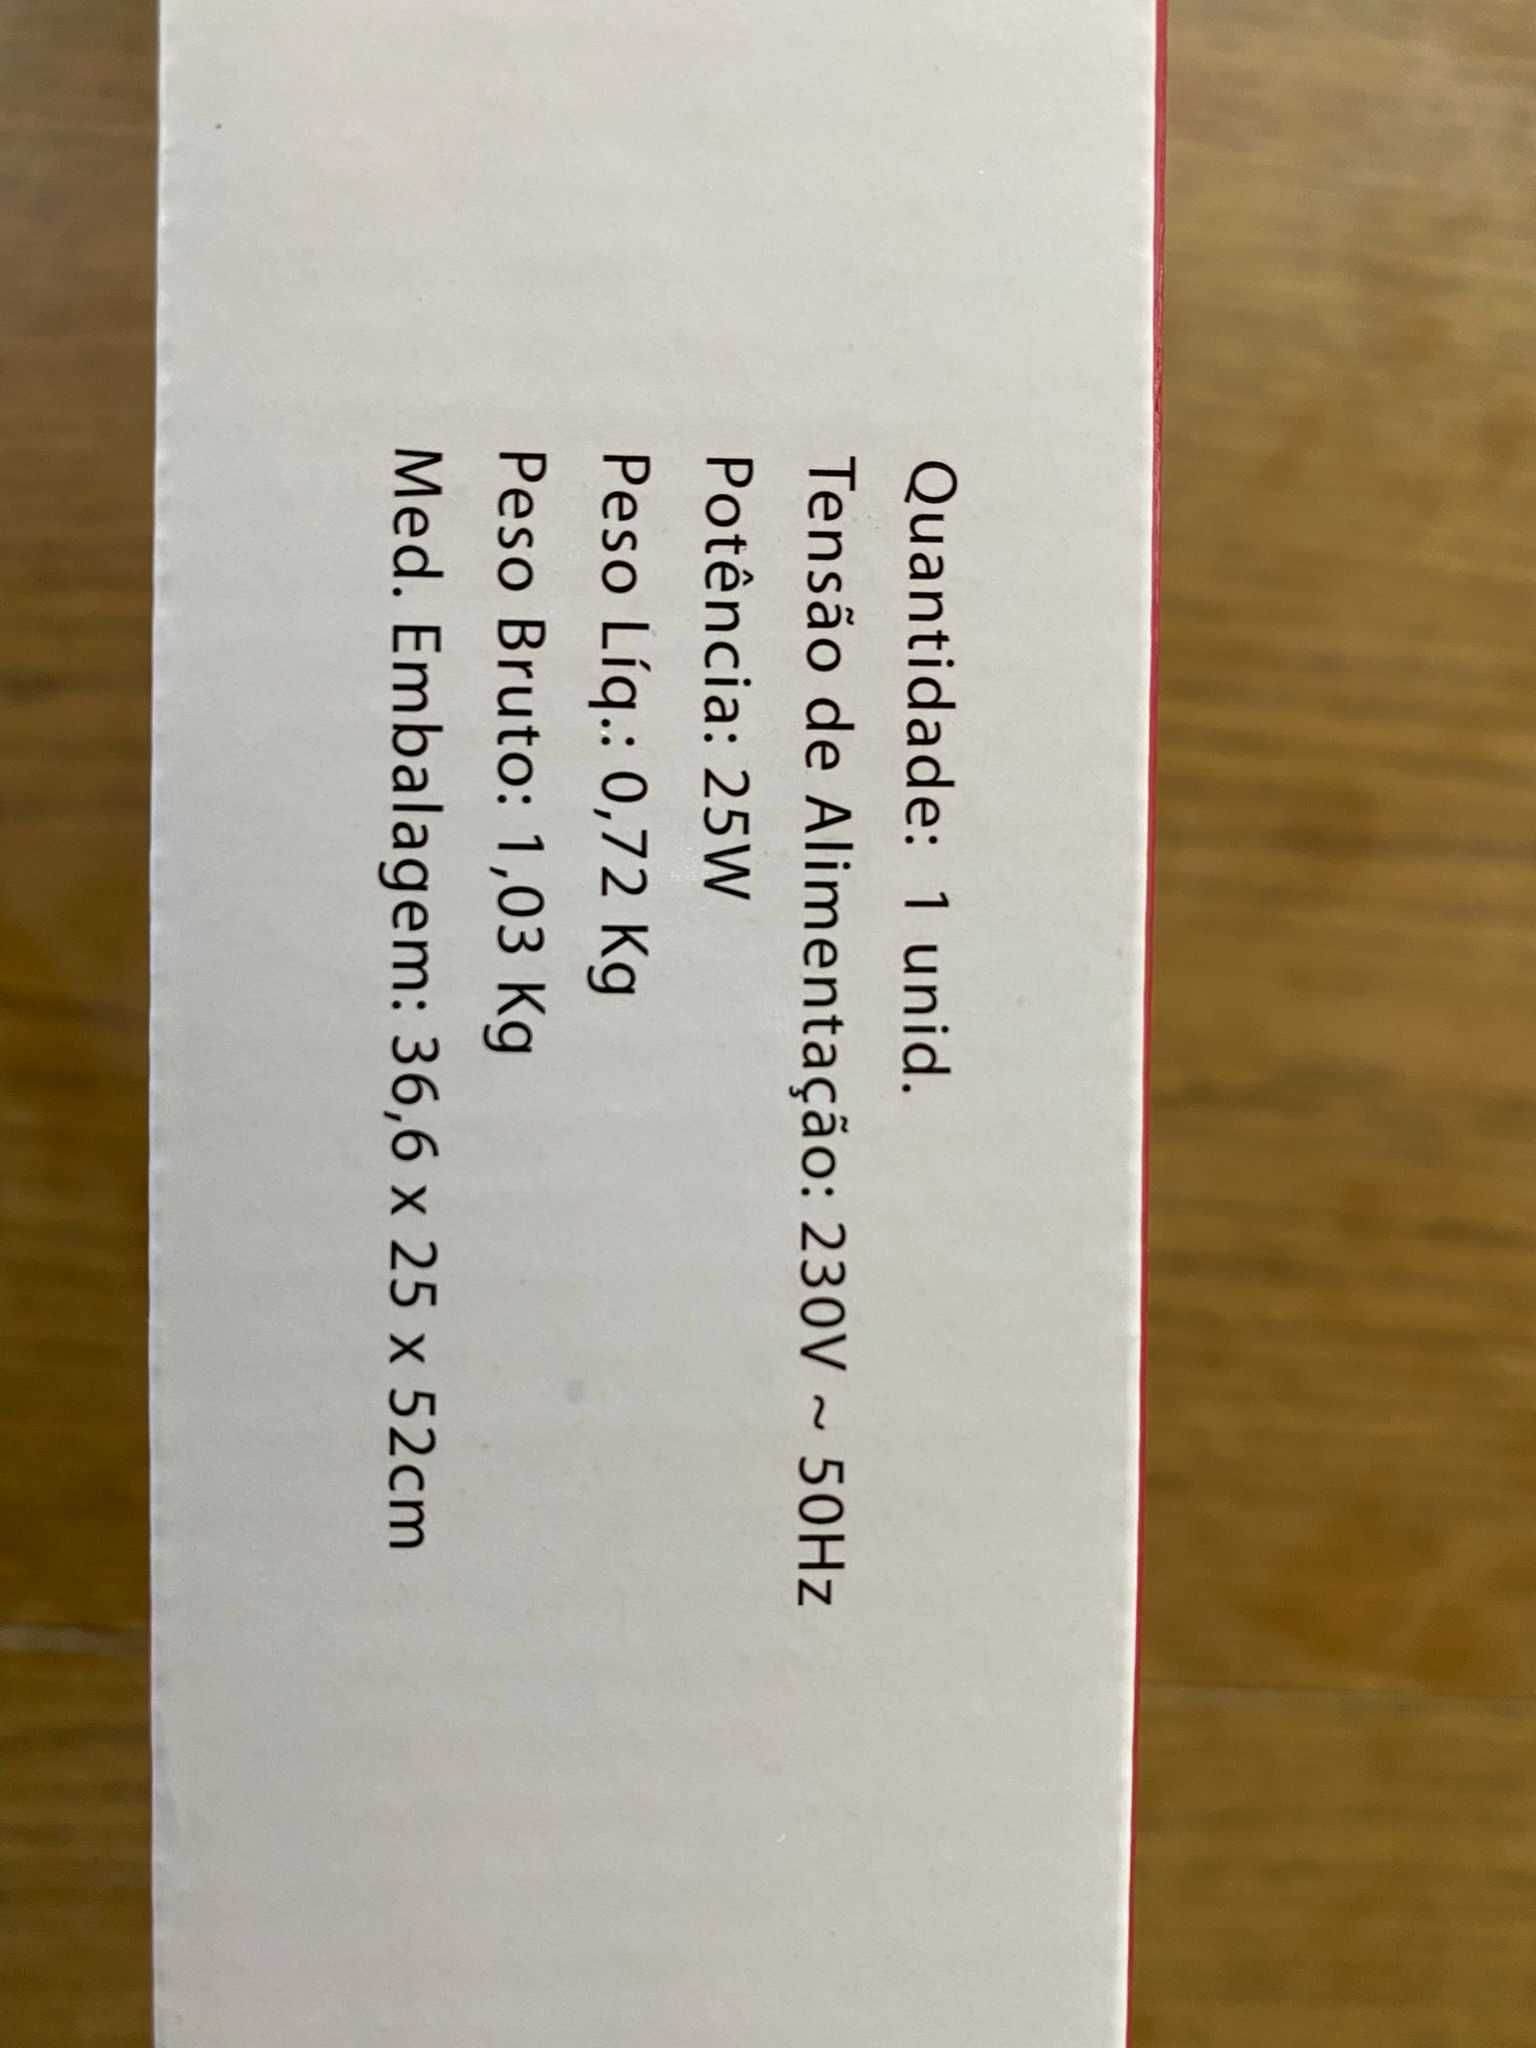 Quantidade: 1 unid.
Tensão de Alimentação: 230V ~ 50Hz
Potência: 25W
Peso Líq.: 0,72 Kg
Peso Bruto: 1,03 Kg
Med. Embalagem: 36,6 x 25 x 52cm